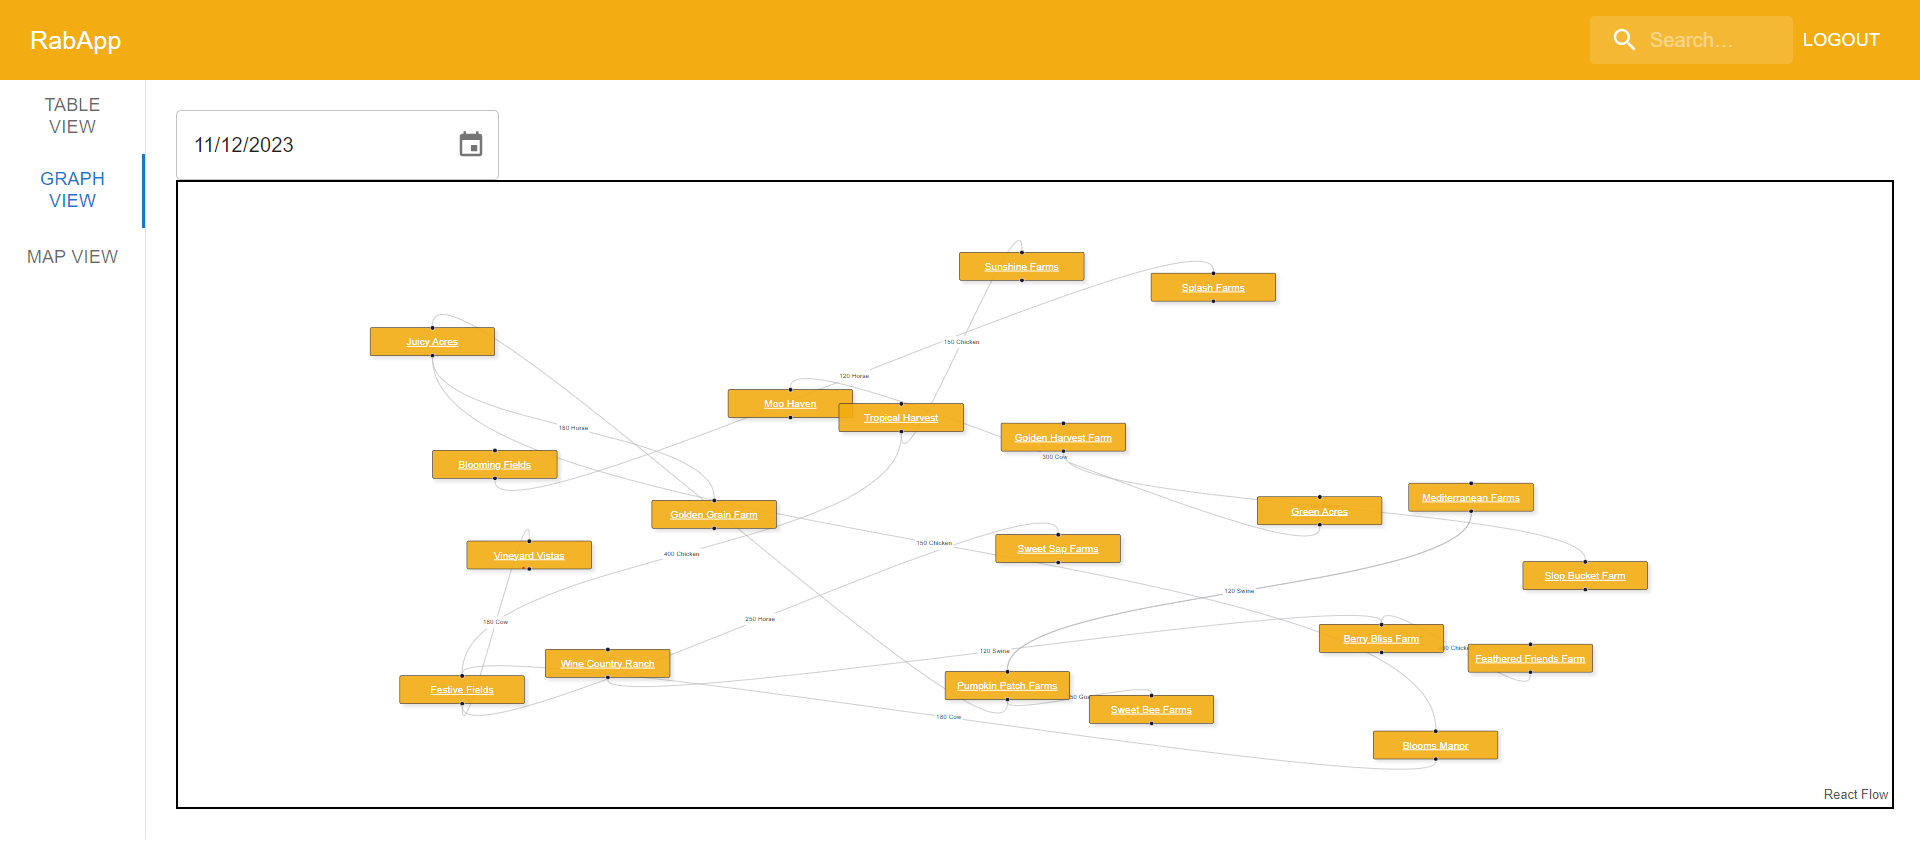 RabApp
Search...
LOGOUT
TABLE
VIEW
GRAPH
VIEW
MAP VIEW
11/12/2023
Sunshine Farms
Splash Farms
Juicy Acres
150 Chicken
120 Horse
Moo Haven
Tropical Harvest
180 Horse
Golden Harvest Farm
300 Cow
Blooming Fields
Mediterranean Farms
Green Acres
Golden Grain Farm
150 Chicken
Sweet Sap Farms
400 Chicken
Vineyard Vistas
Slop Bucket Farm
120 Swine
250 Horse
180 Cow
Berry Bliss Farm
120 Swine
Feathered Friends Farm
Wine Country Ranch
Festive Fields
Pumpkin Patch Farms
Sweet Bee Farms
180 Cow
Blooms Manor
React Flow